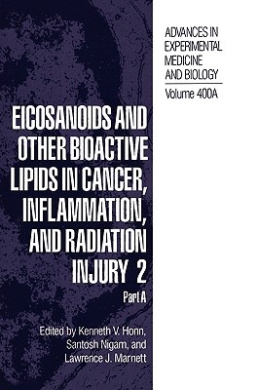 ADVANCES IN
EXPERIMENTAL
MEDICINE
AND BIOLOGY
Volume 400A
EICOSANOIDS AND
OTHER BIOACTIVE
LIPIDS IN CANCER,
INFLAMMATION,
AND RADIATION
INJURY 2
Part A
Edited by Kenneth V. Honn,
Santosh Nigam, and
Lawrence J. Marnett